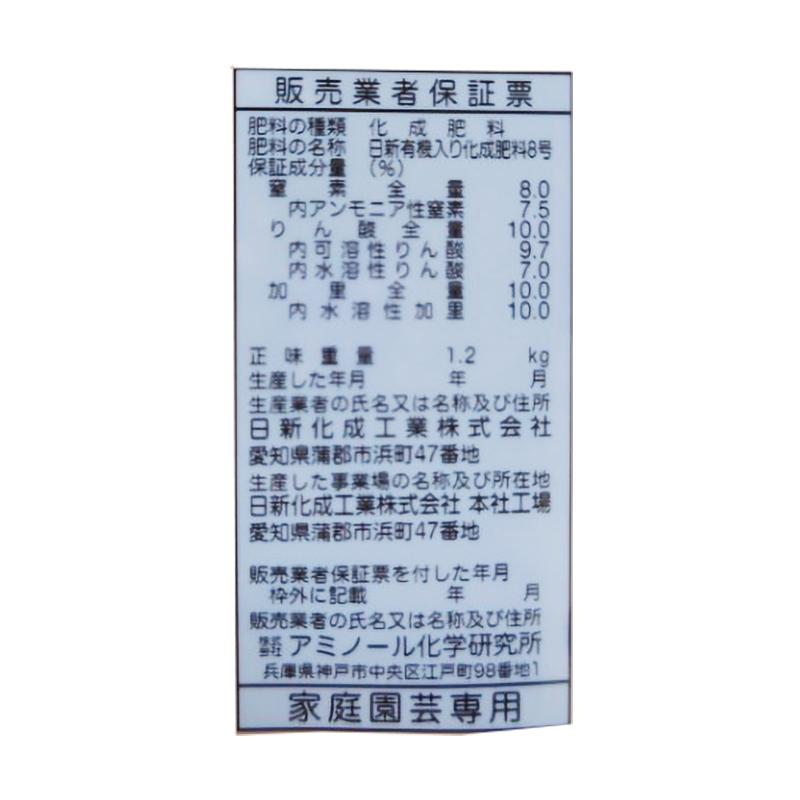 販売業者保証票
肥料の種類 化成肥料
肥料の名称 日新有機入り化成肥料8号
保証成分量 (%)
窒素全量 8.0
内アンモニア性窒素 7.5
りん酸全量 10.0
内可溶性りん酸 9.7
内水溶性りん酸 7.0
加里全量 10.0
内水溶性加里 10.0
正味重量 1.2 kg
生産した年月 年 月
生産業者の氏名又は名称及び住所
日新化成工業株式会社
愛知県蒲郡市浜町47番地
生産した事業場の名称及び所在地
日新化成工業株式会社 本社工場
愛知県蒲郡市浜町47番地
販売業者保証票を付した年月
枠外に記載 年 月
販売業者の氏名又は名称及び住所
株式会社 アミノール化学研究所
兵庫県神戸市中央区江戸町98番地1
家庭園芸専用